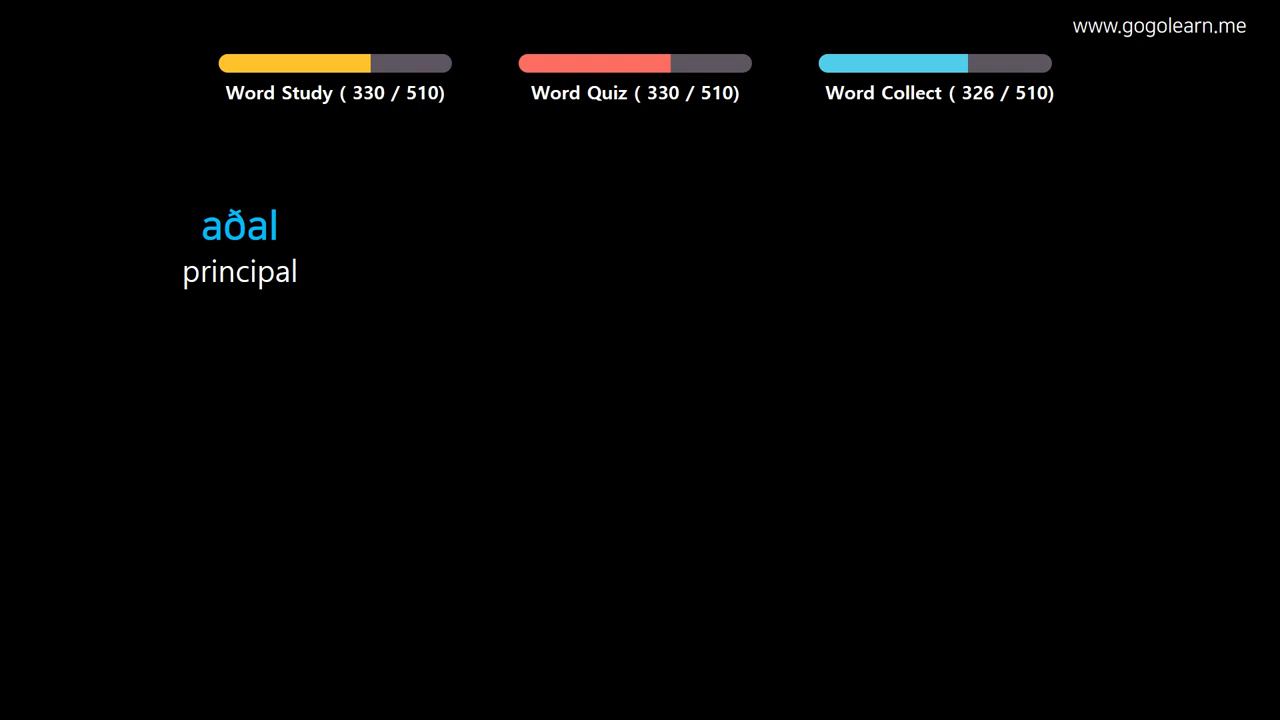 www.gogolearn.me
Word Study ( 330 / 510)
Word Quiz ( 330 / 510)
Word Collect ( 326 / 510)
aðal
principal